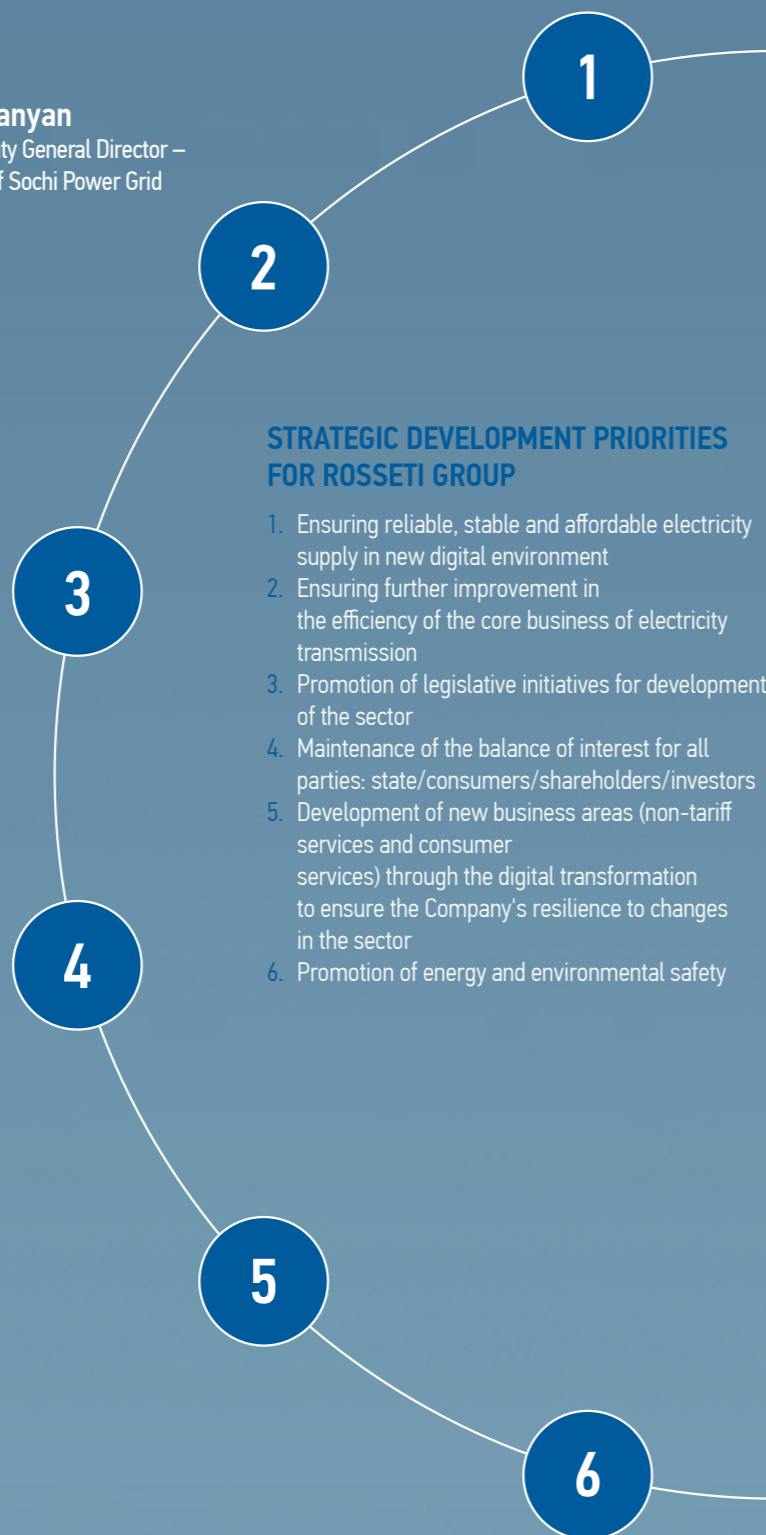 1
anyan
ty General Director –
f Sochi Power Grid
2
STRATEGIC DEVELOPMENT PRIORITIES
FOR ROSSETI GROUP
1. Ensuring reliable, stable and affordable electricity
supply in new digital environment
2. Ensuring further improvement in
the efficiency of the core business of electricity
transmission
3. Promotion of legislative initiatives for development
of the sector
4. Maintenance of the balance of interest for all
parties: state/consumers/shareholders/investors
5. Development of new business areas (non-tariff
services and consumer
services) through the digital transformation
to ensure the Company's resilience to changes
in the sector
6. Promotion of energy and environmental safety
3
4
5
6